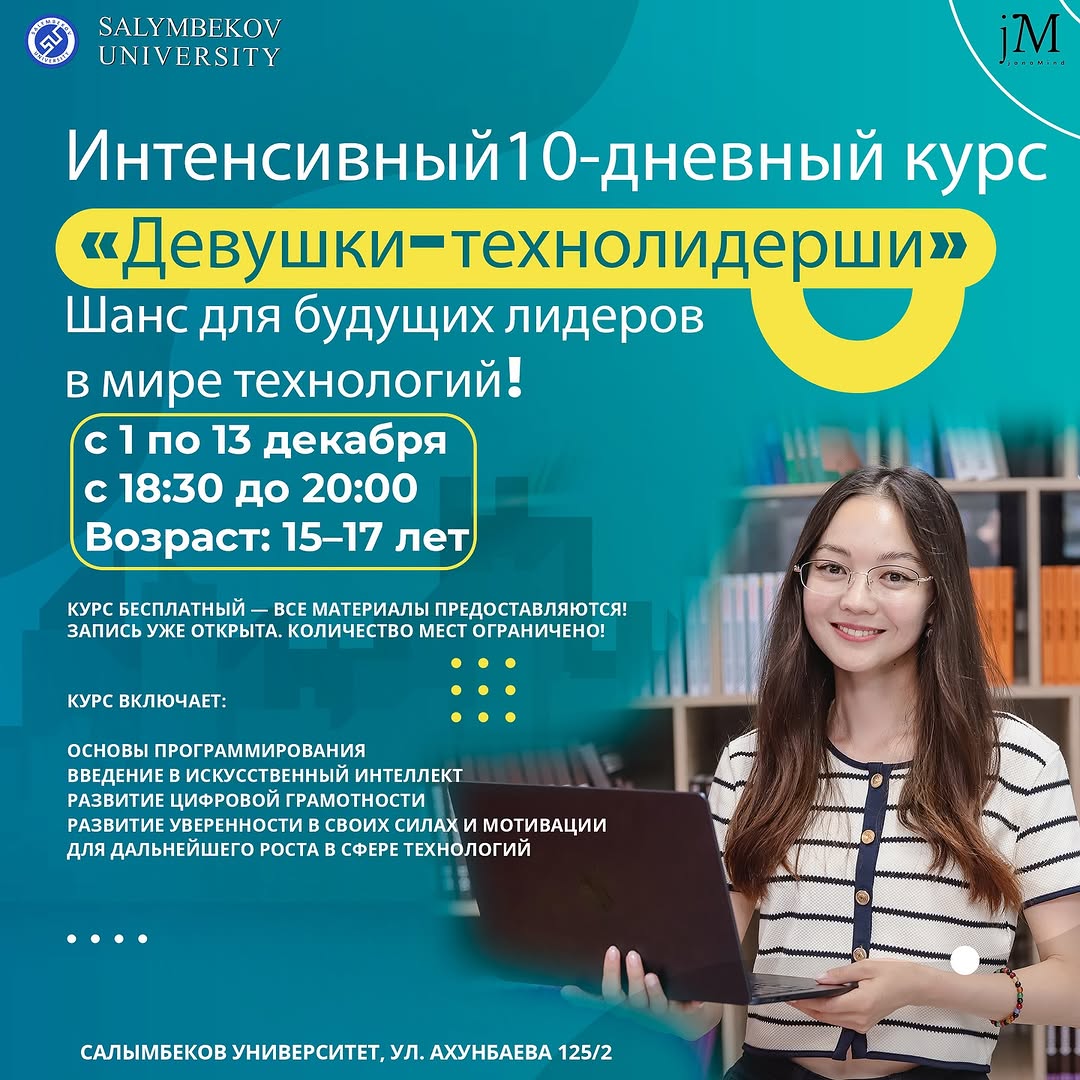 SALYMBEKOV
UNIVERSITY
jM
janaMind
Интенсивный10-дневный курс
«Девушки-технолидерши»
Шанс для будущих лидеров
в мире технологий!
с 1 по 13 декабря
с 18:30 до 20:00
Возраст: 15–17 лет
КУРС БЕСПЛАТНЫЙ — ВСЕ МАТЕРИАЛЫ ПРЕДОСТАВЛЯЮТСЯ!
ЗАПИСЬ УЖЕ ОТКРЫТА. КОЛИЧЕСТВО МЕСТ ОГРАНИЧЕНО!
КУРС ВКЛЮЧАЕТ:
ОСНОВЫ ПРОГРАММИРОВАНИЯ
ВВЕДЕНИЕ В ИСКУССТВЕННЫЙ ИНТЕЛЛЕКТ
РАЗВИТИЕ ЦИФРОВОЙ ГРАМОТНОСТИ
РАЗВИТИЕ УВЕРЕННОСТИ В СВОИХ СИЛАХ И МОТИВАЦИИ
ДЛЯ ДАЛЬНЕЙШЕГО РОСТА В СФЕРЕ ТЕХНОЛОГИЙ
САЛЫМБЕКОВ УНИВЕРСИТЕТ, УЛ. АХУНБАЕВА 125/2